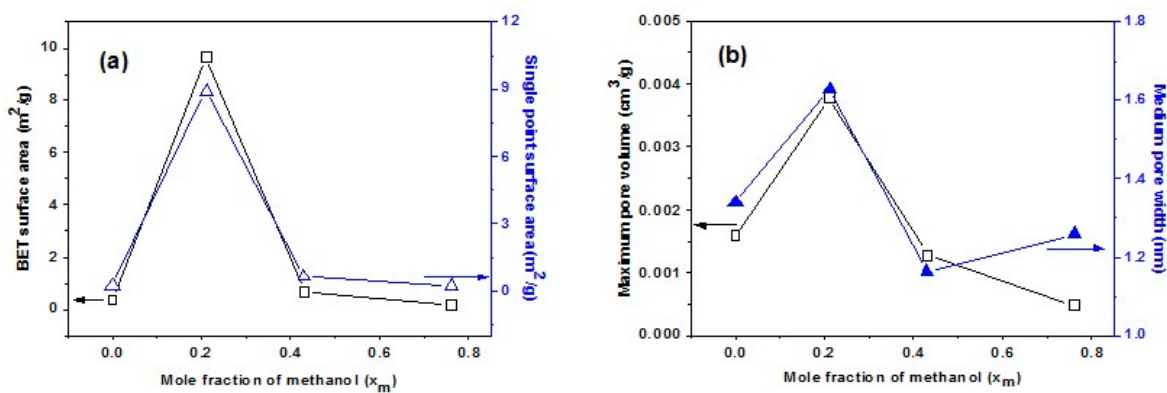 (a)
BET surface area (m²/g)
10
8
6
4
2
0
0.0 0.2 0.4 0.6 0.8
Mole fraction of methanol (xₘ)
12
9
6
3
0
Single point surface area(m²/g)
(b)
Maximum pore volume (cm³/g)
0.005
0.004
0.003
0.002
0.001
0.000
0.0 0.2 0.4 0.6 0.8
Mole fraction of methanol (xₘ)
1.8
1.6
1.4
1.2
1.0
Medium pore width (nm)